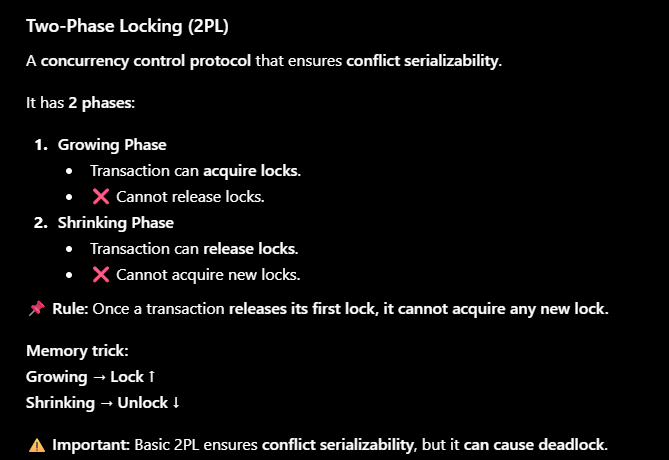 Two-Phase Locking (2PL)
A concurrency control protocol that ensures conflict serializability.
It has 2 phases:
1. Growing Phase
• Transaction can acquire locks.
• ❌ Cannot release locks.
2. Shrinking Phase
• Transaction can release locks.
• ❌ Cannot acquire new locks.
📌 Rule: Once a transaction releases its first lock, it cannot acquire any new lock.
Memory trick:
Growing → Lock ↑
Shrinking → Unlock ↓
⚠️ Important: Basic 2PL ensures conflict serializability, but it can cause deadlock.